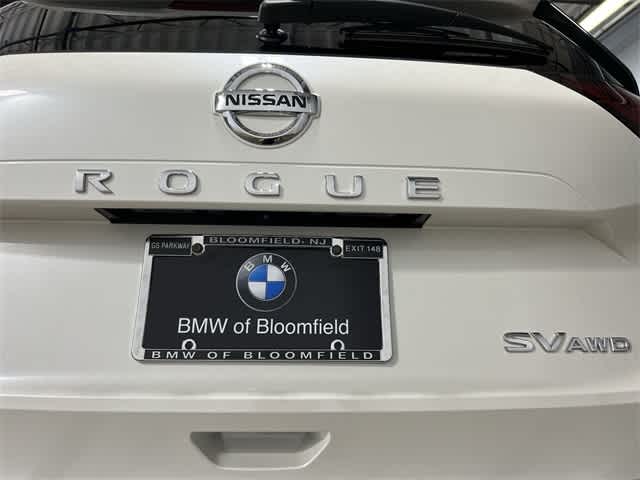 NISSAN
ROGUE
BLOOMFIELD, NJ
GS PARKWAY
EXIT 148
BMW
BMW of Bloomfield
BMW OF BLOOMFIELD
SV AWD